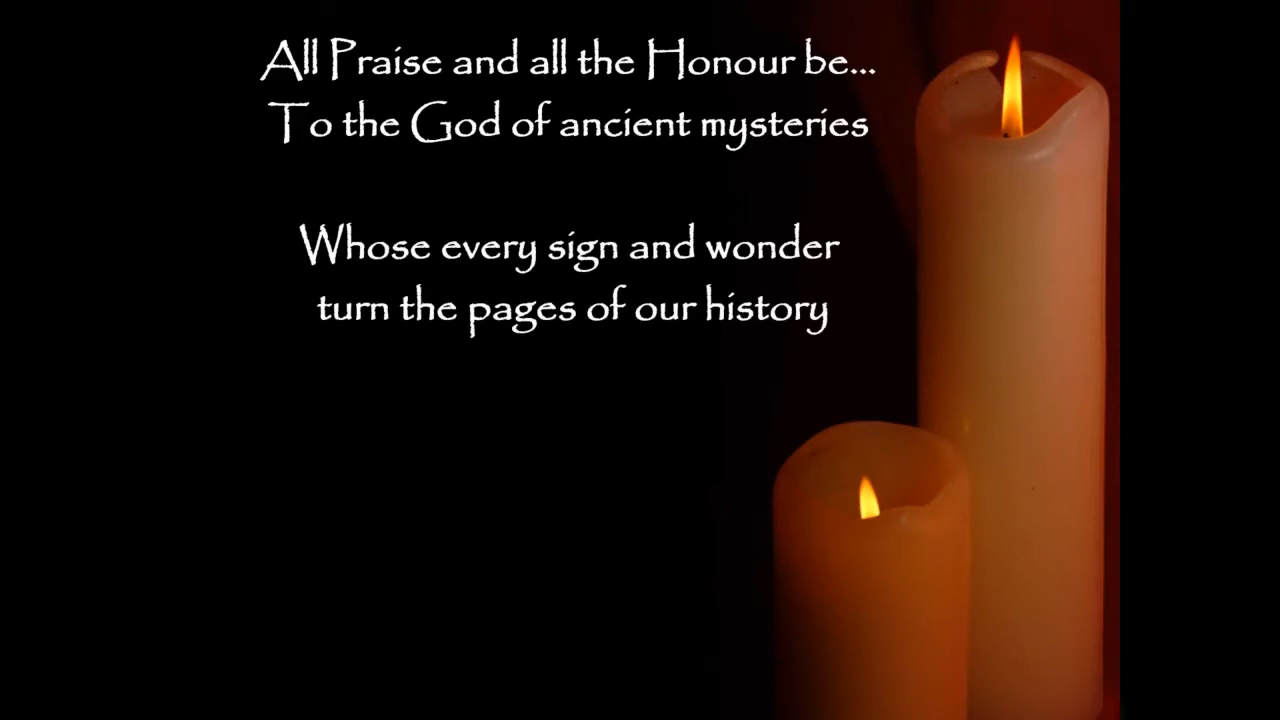 All Praise and all the Honour be...
To the God of ancient mysteries
Whose every sign and wonder
turn the pages of our history